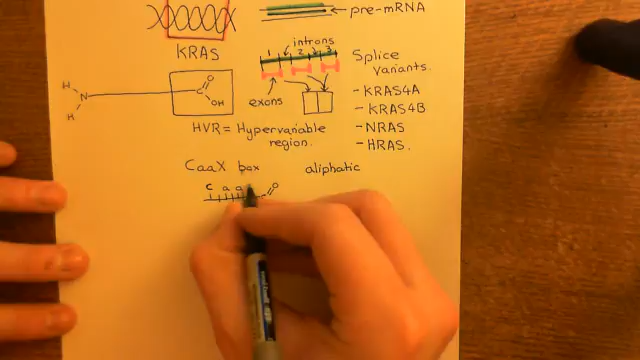 pre-mRNA
KRAS
introns
1 2 3
exons
Splice
variants.
- KRAS4A
- KRAS4B
- NRAS
- HRAS.
H
N
H
C
O
OH
HVR = Hypervariable
region.
CaaX box
aliphatic
C a a
O